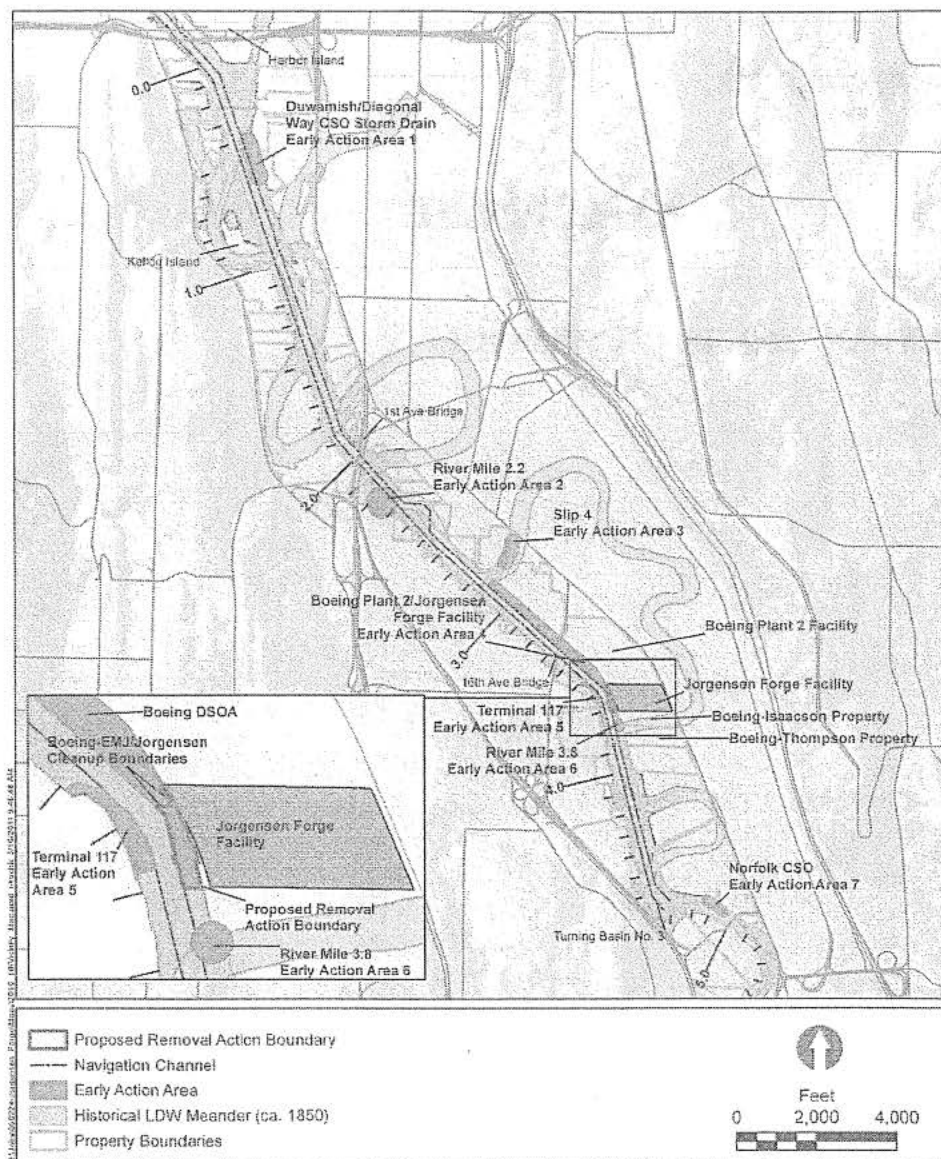 Harbor Island
0.0
Duwamish/Diagonal
Way CSO Storm Drain
Early Action Area 1
Kellog Island
1.0
1st Ave Bridge
River Mile 2.2
Early Action Area 2
2.0
Slip 4
Early Action Area 3
Boeing Plant 2/Jorgensen
Forge Facility
Early Action Area 4
3.0
Boeing Plant 2 Facility
16th Ave Bridge
Jorgensen Forge Facility
Terminal 117
Early Action Area 5
Boeing-Isaacson Property
Boeing-Thompson Property
River Mile 3.8
Early Action Area 6
4.0
Norfolk CSO
Early Action Area 7
Turning Basin No. 3
5.0
Boeing DSOA
Boeing-EMJ/Jorgensen
Cleanup Boundaries
Jorgensen Forge
Facility
Terminal 117
Early Action
Area 5
Proposed Removal
Action Boundary
River Mile 3.8
Early Action Area 6
Proposed Removal Action Boundary
Navigation Channel
Early Action Area
Historical LDW Meander (ca. 1850)
Property Boundaries
Feet
0 2,000 4,000